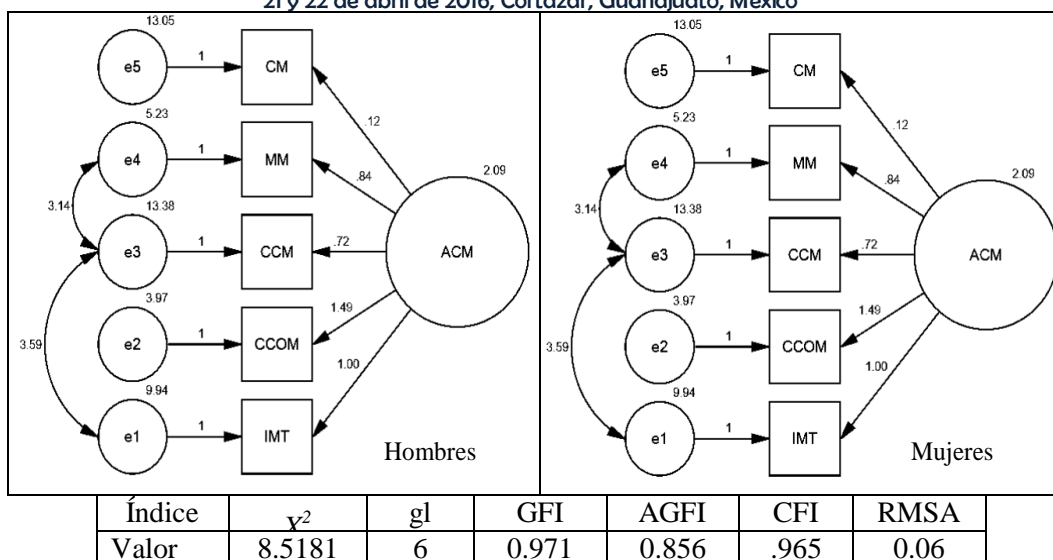 21 y 22 de abril de 2016, Cortazar, Guanajuato, México
13.05
e5 1 CM
.12
5.23
e4 1 MM
.84
2.09
3.14
13.38
e3 1 CCM
.72
ACM
3.97
e2 1 CCOM
1.49
3.59
1.00
9.94
e1 1 IMT
Hombres
13.05
e5 1 CM
.12
5.23
e4 1 MM
.84
2.09
3.14
13.38
e3 1 CCM
.72
ACM
3.97
e2 1 CCOM
1.49
3.59
1.00
9.94
e1 1 IMT
Mujeres
Índice χ² gl GFI AGFI CFI RMSA
Valor 8.5181 6 0.971 0.856 .965 0.06